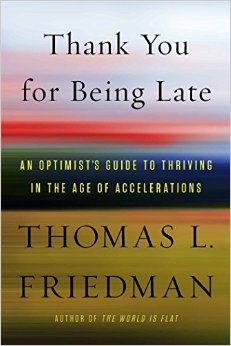 Thank You
for Being Late
AN OPTIMIST'S GUIDE TO THRIVING
IN THE AGE OF ACCELERATIONS
THOMAS L.
FRIEDMAN
AUTHOR OF THE WORLD IS FLAT